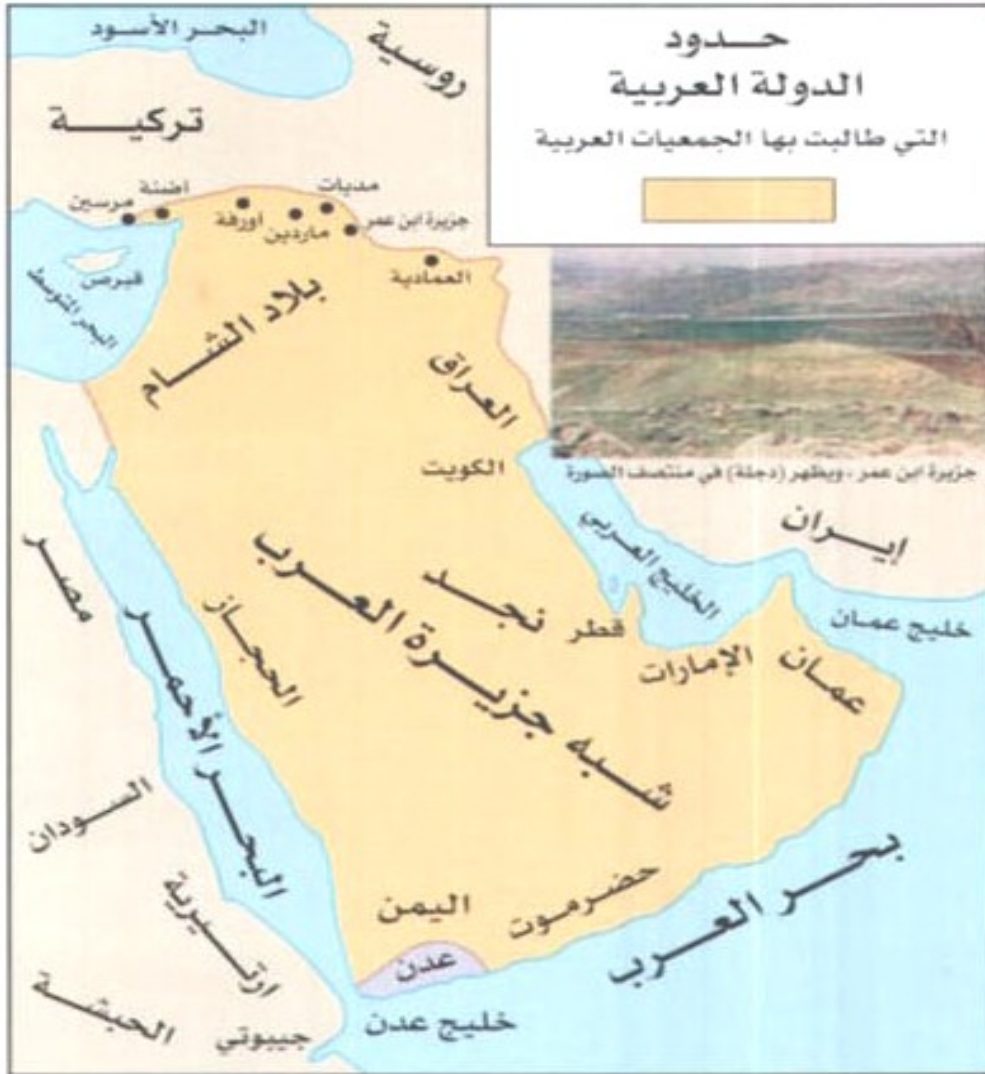 حدود
الدولة العربية
التي طالبت بها الجمعيات العربية
البحر الأسود
روسية
تركية
مديات
اضنة
مرسين
اورفة
ماردين
جزيرة ابن عمر
العمادية
قبرص
البحر المتوسط
بلاد الشام
العراق
الكويت
جزيرة ابن عمر ، ويظهر (دجلة) في منتصف الصورة
إيران
الخليج العربي
خليج عمان
مصر
الحجاز
نجد
قطر
الإمارات
عمان
شبه جزيرة العرب
البحر الأحمر
السودان
ارتيرية
الحبشة
جيبوتي
اليمن
حضرموت
عدن
خليج عدن
بحر العرب